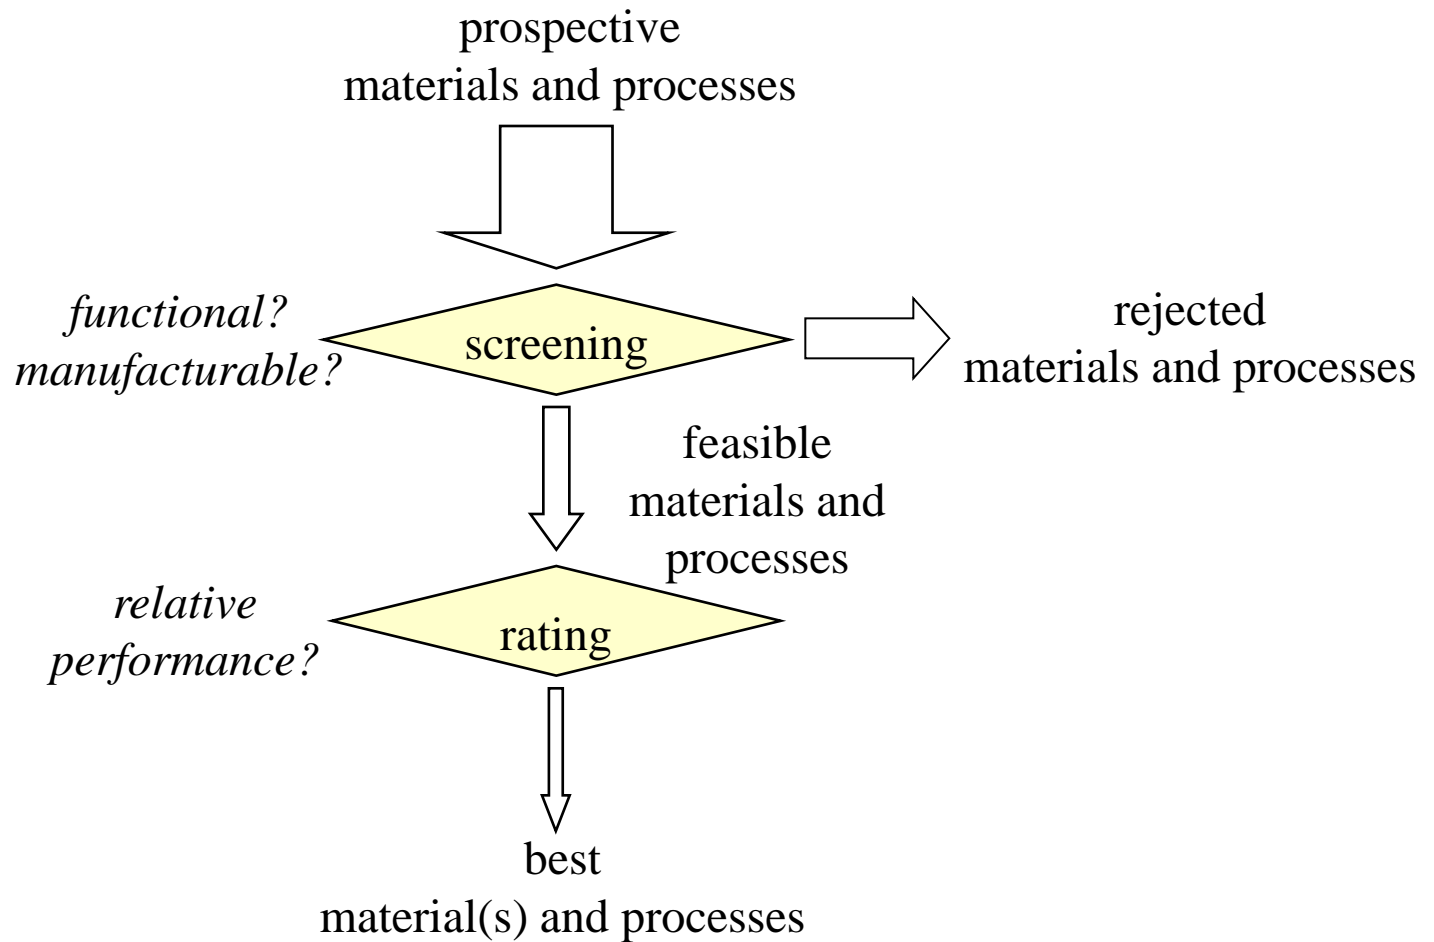 prospective
materials and processes
functional?
manufacturable?
screening
rejected
materials and processes
feasible
materials and
processes
relative
performance?
rating
best
material(s) and processes